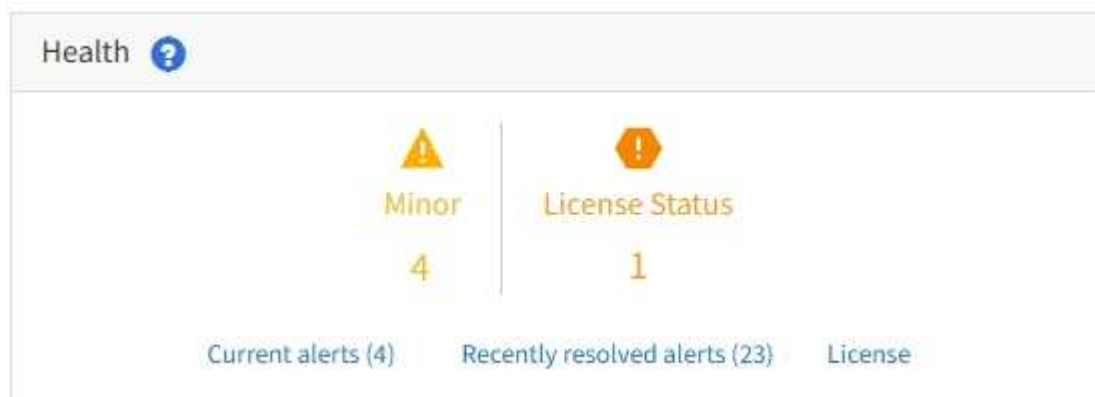 Health ?
Minor
License Status
4
1
Current alerts (4) Recently resolved alerts (23) License